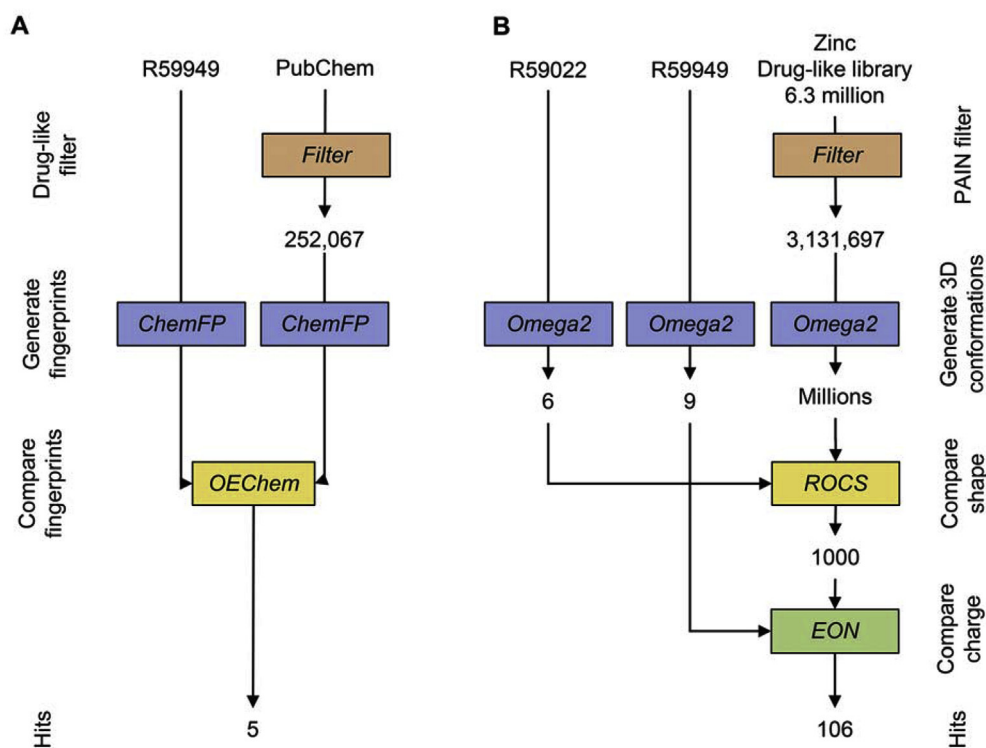 A
R59949
PubChem
Drug-like
filter
Filter
252,067
Generate
fingerprints
ChemFP
ChemFP
Compare
fingerprints
OEChem
Hits
5
B
R59022
R59949
Zinc
Drug-like library
6.3 million
Filter
PAIN filter
3,131,697
Omega2
Omega2
Omega2
Generate 3D
conformations
6
9
Millions
ROCS
Compare
shape
1000
EON
Compare
charge
106
Hits